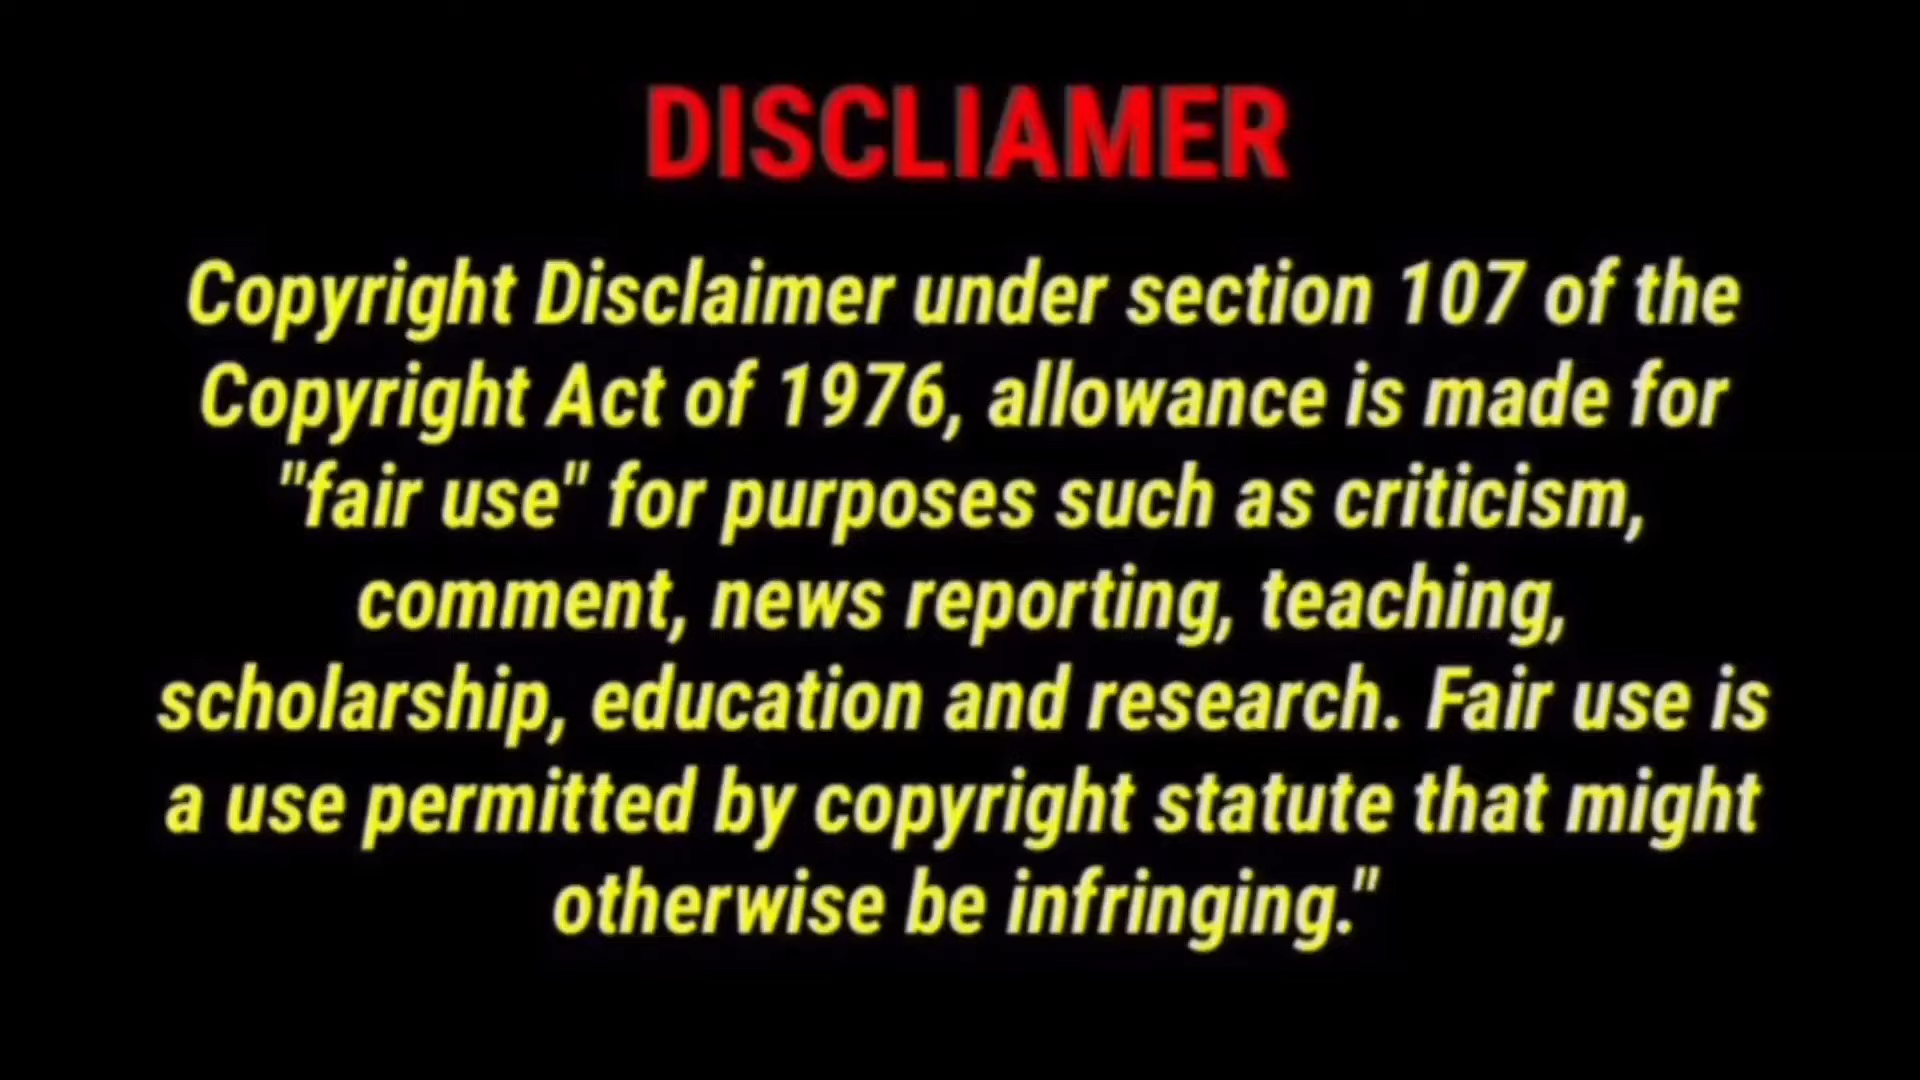 DISCLIAMER
Copyright Disclaimer under section 107 of the
Copyright Act of 1976, allowance is made for
"fair use" for purposes such as criticism,
comment, news reporting, teaching,
scholarship, education and research. Fair use is
a use permitted by copyright statute that might
otherwise be infringing."